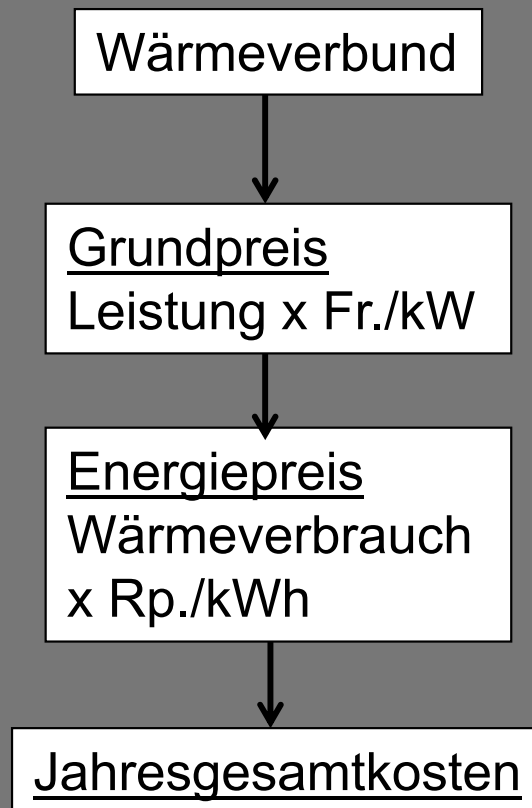 Wärmeverbund
Grundpreis
Leistung x Fr./kW
Energiepreis
Wärmeverbrauch
x Rp./kWh
Jahresgesamtkosten